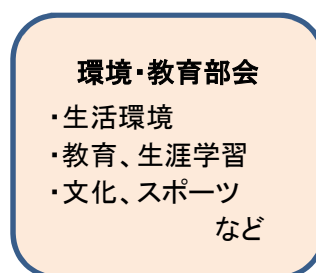 環境・教育部会
・生活環境
・教育、生涯学習
・文化、スポーツ
など